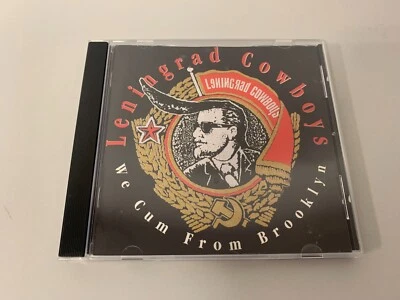 Leningrad Cowboys
LENINGRAD COWBOYS
We Cum From Brooklyn